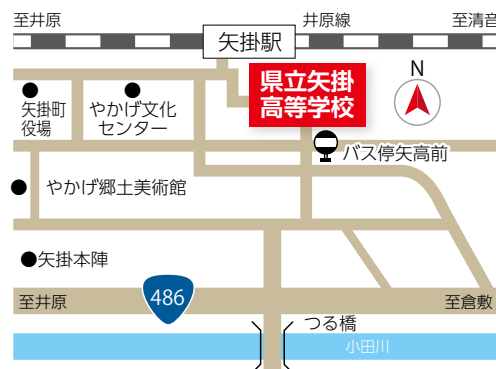 至井原
井原線
至清音
矢掛駅
県立矢掛
高等学校
N
矢掛町
役場
やかげ文化
センター
バス停矢高前
やかげ郷土美術館
矢掛本陣
486
至井原
至倉敷
つる橋
小田川